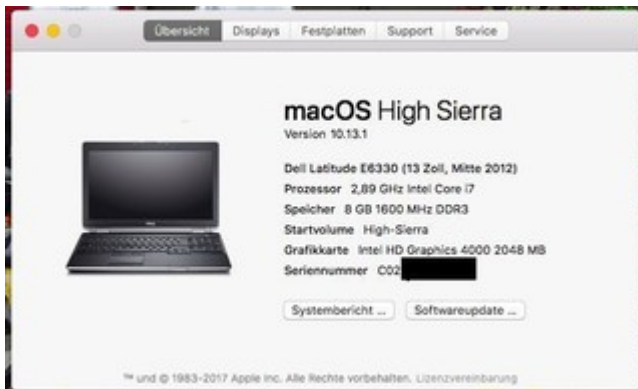 Übersicht Displays Festplatten Support Service
macOS High Sierra
Version 10.13.1
Dell Latitude E6330 (13 Zoll, Mitte 2012)
Prozessor 2,89 GHz Intel Core i7
Speicher 8 GB 1600 MHz DDR3
Startvolume High-Sierra
Grafikkarte Intel HD Graphics 4000 2048 MB
Seriennummer C02
Systembericht ... Softwareupdate ...
™ und © 1983-2017 Apple Inc. Alle Rechte vorbehalten. Lizenzvereinbarung